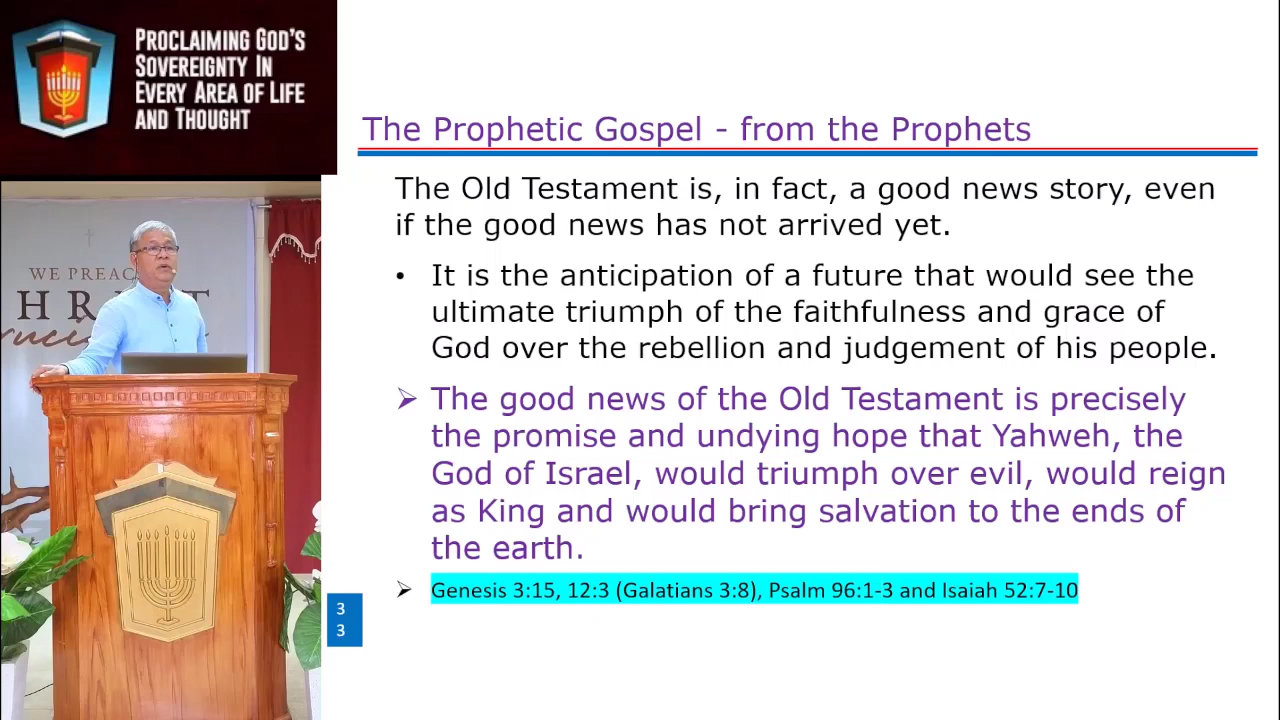 PROCLAIMING GOD'S
SOVEREIGNTY IN
EVERY AREA OF LIFE
AND THOUGHT
WE PREAC
The Prophetic Gospel - from the Prophets
The Old Testament is, in fact, a good news story, even
if the good news has not arrived yet.
• It is the anticipation of a future that would see the
ultimate triumph of the faithfulness and grace of
God over the rebellion and judgement of his people.
➢ The good news of the Old Testament is precisely
the promise and undying hope that Yahweh, the
God of Israel, would triumph over evil, would reign
as King and would bring salvation to the ends of
the earth.
➢ Genesis 3:15, 12:3 (Galatians 3:8), Psalm 96:1-3 and Isaiah 52:7-10
3
3